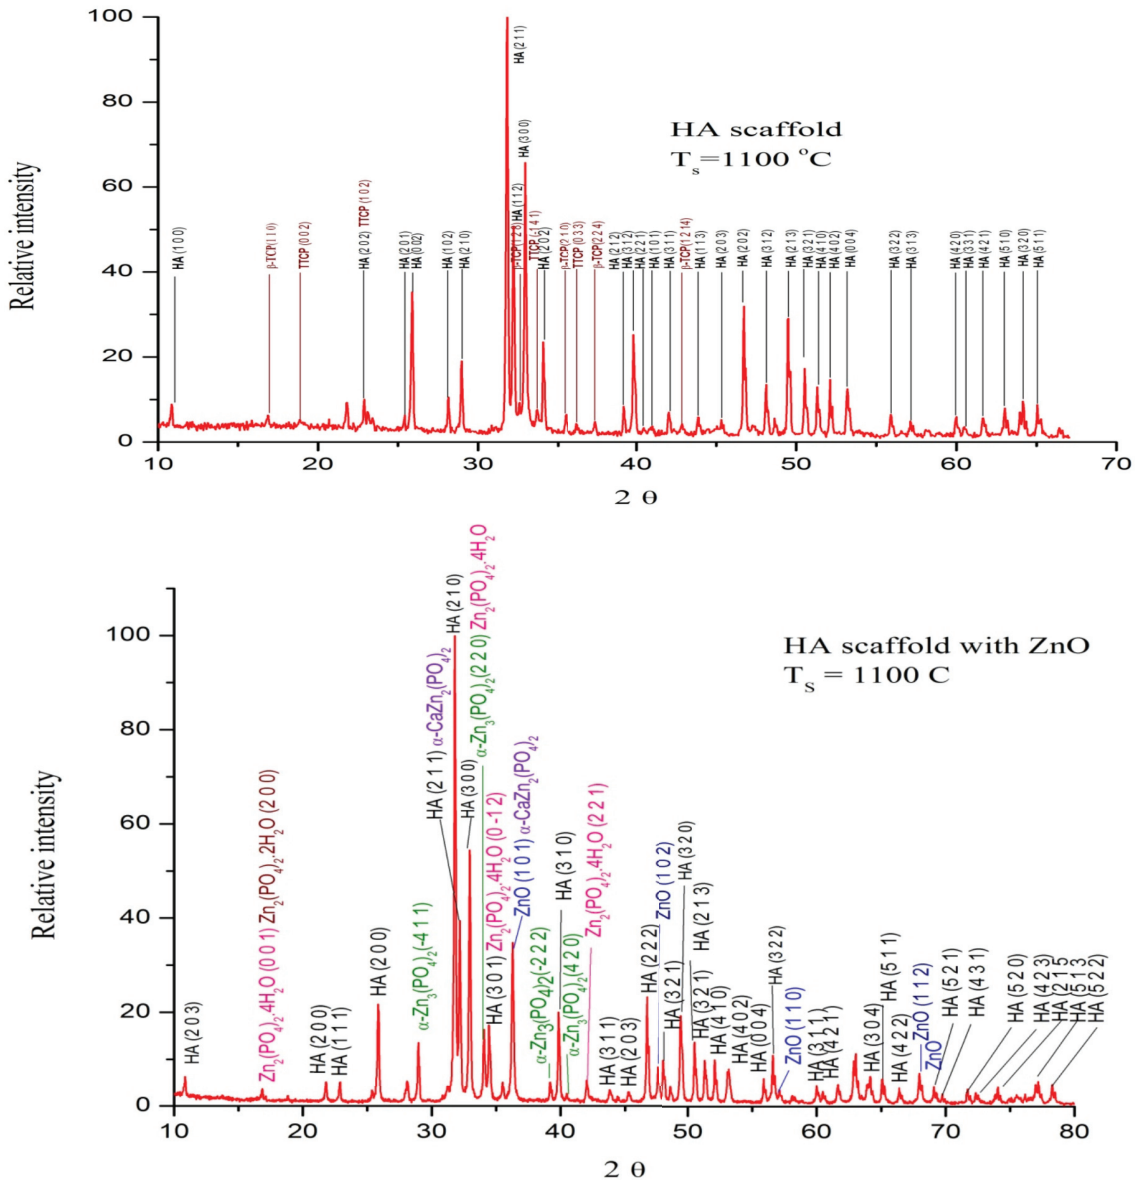 100
80
60
40
20
0
Relative intensity
HA scaffold
T_s=1100 °C
HA (1 0 0)
β-TCP(1 1 0)
TTCP (0 0 2)
HA (2 0 2) TTCP (1 0 2)
HA (2 0 1)
HA (0 0 2)
HA (1 0 2)
HA (2 1 0)
HA (2 1 1)
β-TCP(1 2 8)
HA (1 1 2)
HA (3 0 0)
TTCP (-1 4 1)
HA (2 0 2)
β-TCP(2 1 0)
TTCP (0 3 3)
β-TCP (2 2 4)
HA (2 1 2)
HA (3 1 2)
HA (2 2 1)
HA (1 0 1)
HA (3 1 1)
β-TCP (1 2 14)
HA (1 1 3)
HA (2 0 3)
HA (2 0 2)
HA (3 1 2)
HA (2 1 3)
HA (3 2 1)
HA (4 1 0)
HA (4 0 2)
HA (0 0 4)
HA (3 2 2)
HA (3 1 3)
HA (4 2 0)
HA (3 3 1)
HA (4 2 1)
HA (5 1 0)
HA (3 2 0)
HA (5 1 1)
10 20 30 40 50 60 70
2 θ
100
80
60
40
20
0
Relative intensity
HA scaffold with ZnO
T_S = 1100 C
HA (2 0 3)
Zn₂(PO₄)₂·4H₂O (0 0 1) Zn₂(PO₄)₂·2H₂O (2 0 0)
HA (2 0 0)
HA (1 1 1)
HA (2 0 0)
α-Zn₃(PO₄)₂(-4 1 1)
HA (2 1 1) α-CaZn₂(PO₄)₂
HA (2 1 0)
HA (3 0 0)
α-Zn₃(PO₄)₂(2 2 0) Zn₂(PO₄)₂·4H₂O
HA (3 0 1) Zn₂(PO₄)₂·4H₂O (0 -1 2)
ZnO (1 0 1) α-CaZn₂(PO₄)₂
α-Zn3(PO4)2(-2 2 2)
HA (3 1 0)
α-Zn₃(PO₄)₂(4 2 0)
Zn₂(PO₄)₂·4H₂O (2 2 1)
HA (3 1 1)
HA (2 0 3)
HA (2 2 2)
ZnO (1 0 2)
HA (3 2 1)
HA (3 2 0)
HA (3 2 1)
HA (2 1 3)
HA (4 1 0)
HA (4 0 2)
HA (0 0 4)
HA (3 2 2)
ZnO (1 1 0)
HA (3 1 1)
HA (4 2 1)
HA (3 0 4)
HA (5 1 1)
HA (4 2 2)
ZnO (1 1 2)
ZnO
HA (5 2 1)
HA (4 3 1)
HA (5 2 0)
HA (4 2 3)
HA (2 1 5)
HA (5 1 3)
HA (5 2 2)
10 20 30 40 50 60 70 80
2 θ